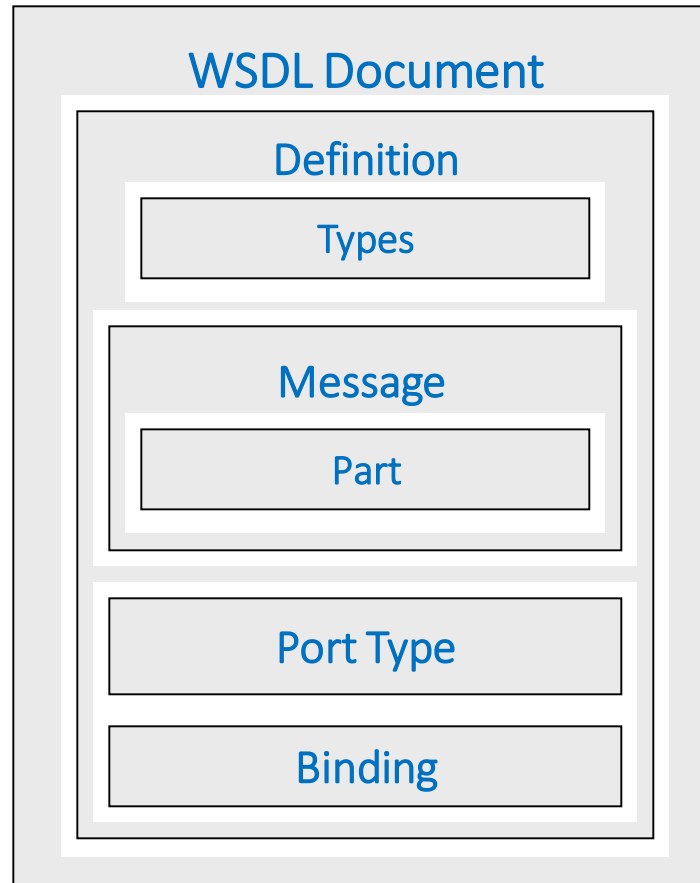 WSDL Document
Definition
Types
Message
Part
Port Type
Binding